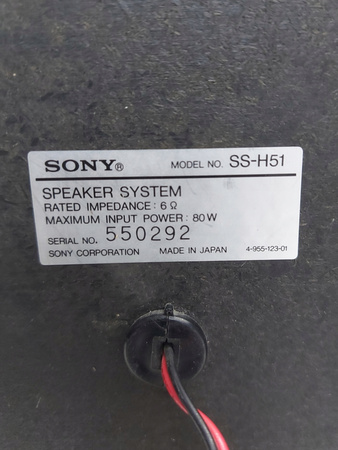 SONY® MODEL NO. SS-H51
SPEAKER SYSTEM
RATED IMPEDANCE : 6 Ω
MAXIMUM INPUT POWER : 80 W
SERIAL NO. 550292
SONY CORPORATION MADE IN JAPAN 4-955-123-01